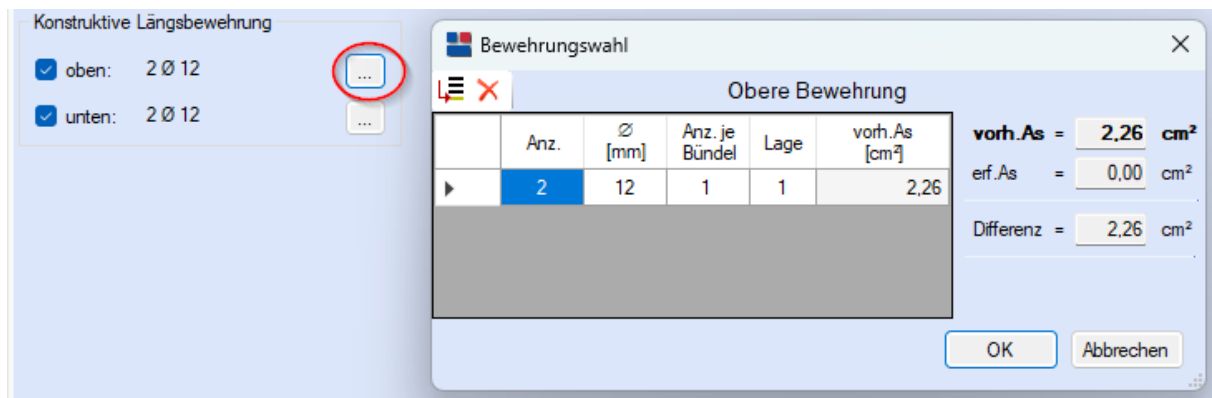 Konstruktive Längsbewehrung
oben: 2 Ø 12 ...
unten: 2 Ø 12 ...
Bewehrungswahl
Obere Bewehrung
Anz. Ø [mm] Anz. je Bündel Lage vorh.As [cm²]
2 12 1 1 2,26
vorh.As = 2,26 cm²
erf.As = 0,00 cm²
Differenz = 2,26 cm²
OK Abbrechen